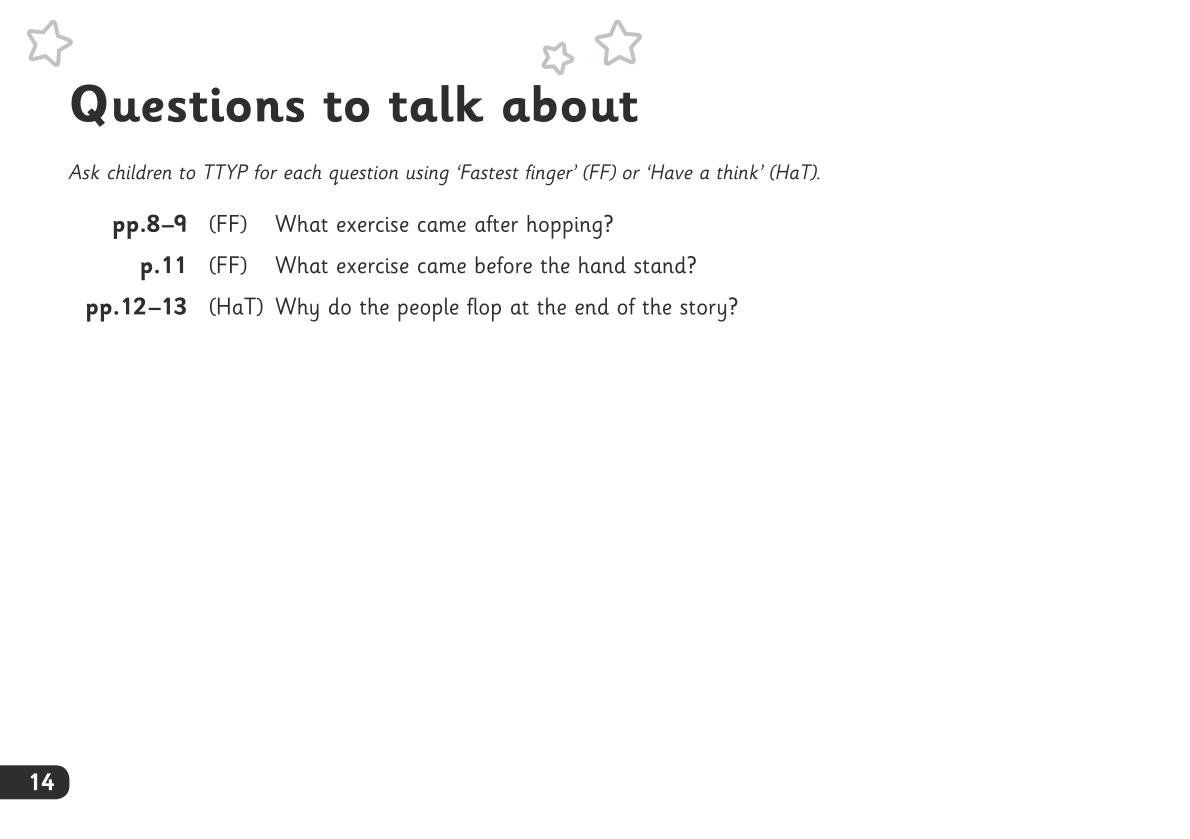 Questions to talk about
Ask children to TTYP for each question using ‘Fastest finger’ (FF) or ‘Have a think’ (HaT).
pp.8–9 (FF) What exercise came after hopping?
p.11 (FF) What exercise came before the hand stand?
pp.12–13 (HaT) Why do the people flop at the end of the story?
14